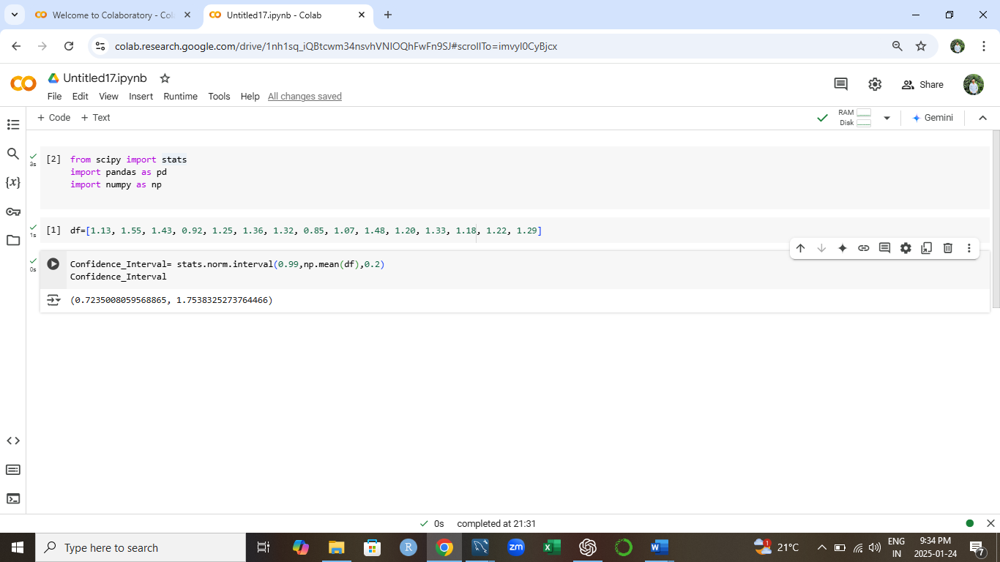 Welcome to Colaboratory - Col
Untitled17.ipynb - Colab
colab.research.google.com/drive/1nh1sq_iQBtcwm34nsvhVNIOQhFwFn9SJ#scrollTo=imvyl0CyBjcx
Untitled17.ipynb
File Edit View Insert Runtime Tools Help All changes saved
Share
+ Code + Text
RAM
Disk
Gemini
[2] from scipy import stats
3s
import pandas as pd
import numpy as np
[1] df=[1.13, 1.55, 1.43, 0.92, 1.25, 1.36, 1.32, 0.85, 1.07, 1.48, 1.20, 1.33, 1.18, 1.22, 1.29]
1s
Confidence_Interval= stats.norm.interval(0.99,np.mean(df),0.2)
0s
Confidence_Interval
(0.7235008059568865, 1.7538325273764466)
{x}
0s completed at 21:31
Type here to search
R
zm
X
W
1
21°C
ENG
IN
9:34 PM
2025-01-24
7